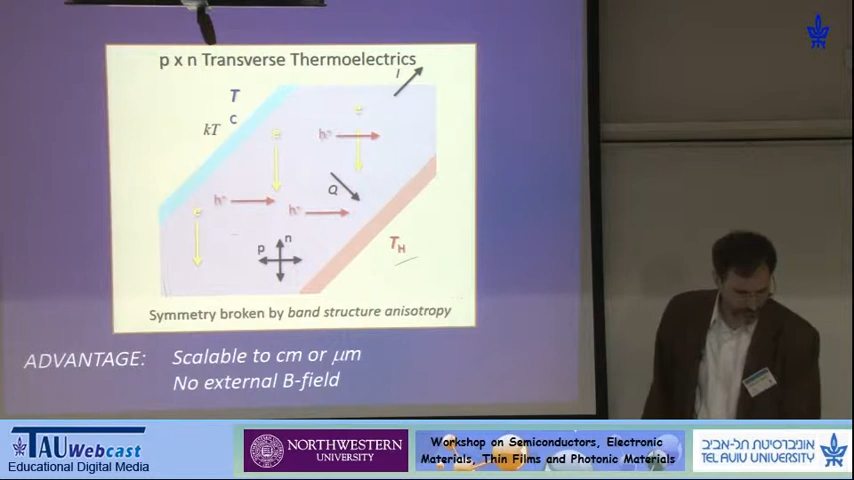 p x n Transverse Thermoelectrics
I
T
C
kT
e⁻
e⁻
h⁺
Q
h⁺
h⁺
e⁻
n
p
T_H
Symmetry broken by band structure anisotropy
ADVANTAGE: Scalable to cm or μm
No external B-field
TAU Webcast
Educational Digital Media
NORTHWESTERN
UNIVERSITY
Workshop on Semiconductors, Electronic
Materials, Thin Films and Photonic Materials
אוניברסיטת תל-אביב
TEL AVIV UNIVERSITY